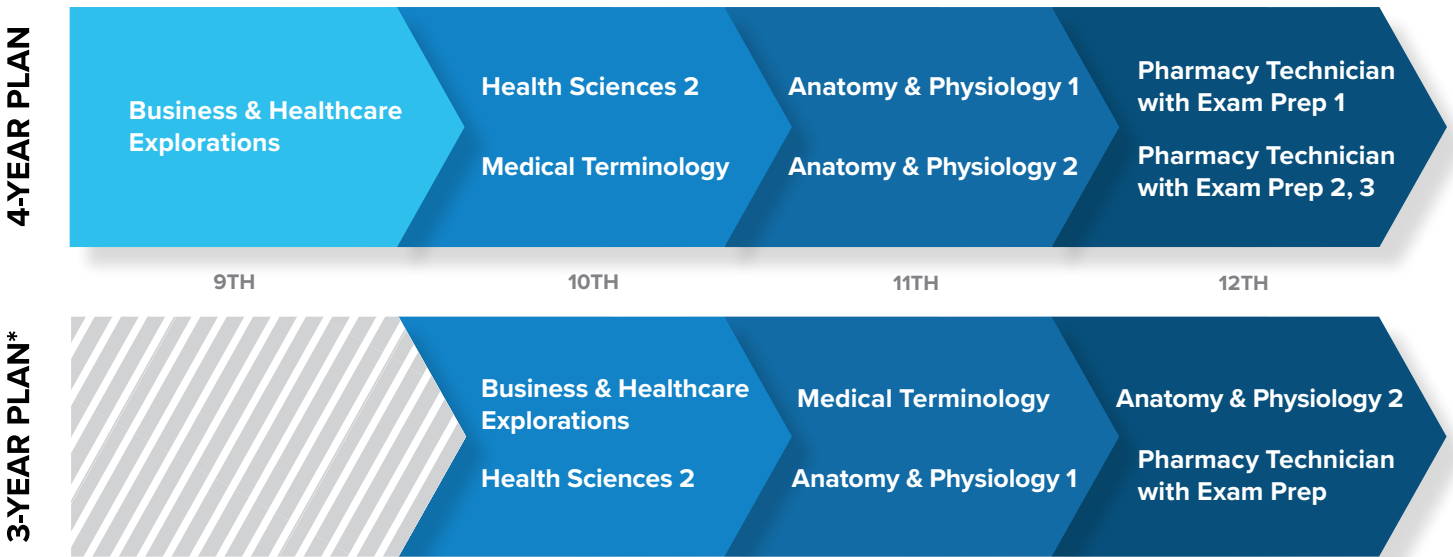 4-YEAR PLAN
Business & Healthcare
Explorations
Health Sciences 2
Medical Terminology
Anatomy & Physiology 1
Anatomy & Physiology 2
Pharmacy Technician
with Exam Prep 1
Pharmacy Technician
with Exam Prep 2, 3
9TH
10TH
11TH
12TH
3-YEAR PLAN*
Business & Healthcare
Explorations
Health Sciences 2
Medical Terminology
Anatomy & Physiology 1
Anatomy & Physiology 2
Pharmacy Technician
with Exam Prep